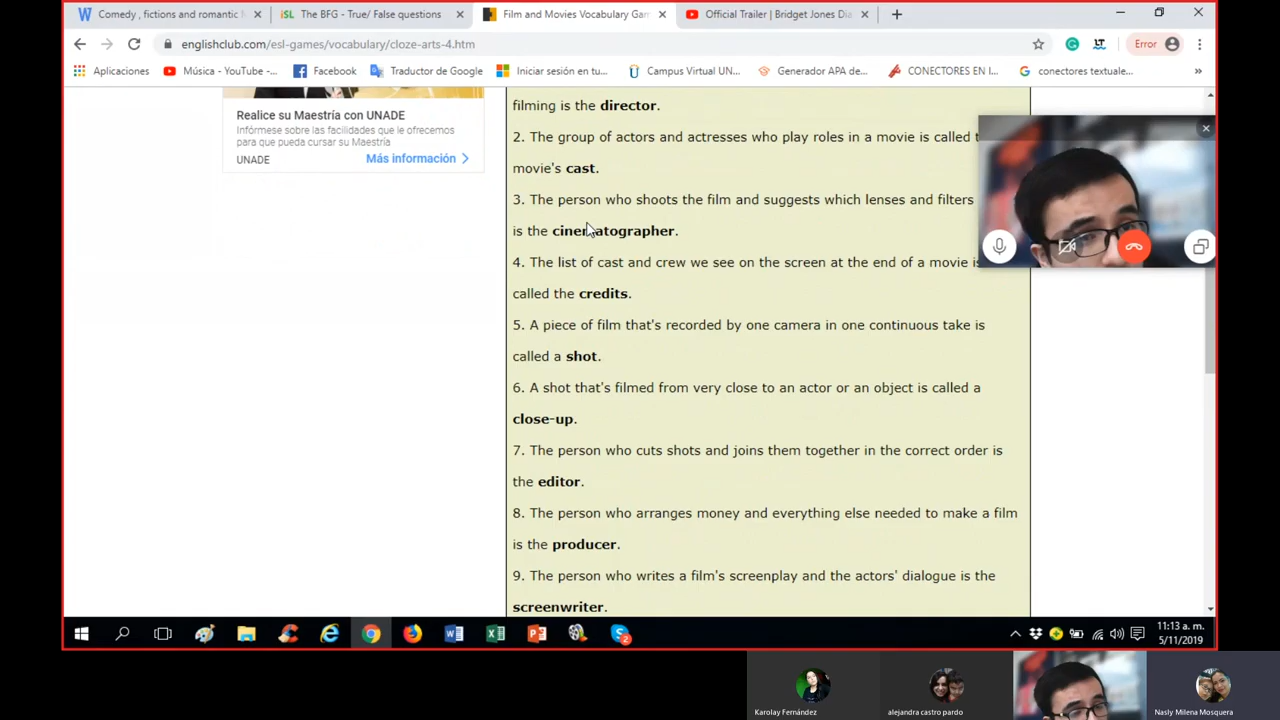 Comedy , fictions and romantic
The BFG - True/ False questions
Film and Movies Vocabulary Gam
Official Trailer | Bridget Jones Dia
englishclub.com/esl-games/vocabulary/cloze-arts-4.htm
Error
Aplicaciones
Música - YouTube -...
Facebook
Traductor de Google
Iniciar sesión en tu...
Campus Virtual UN...
Generador APA de...
CONECTORES EN I...
conectores textuale...
»
Realice su Maestría con UNADE
Infórmese sobre las facilidades que le ofrecemos
para que pueda cursar su Maestría
UNADE
Más información
filming is the director.
2. The group of actors and actresses who play roles in a movie is called
movie's cast.
3. The person who shoots the film and suggests which lenses and filters
is the cinematographer.
4. The list of cast and crew we see on the screen at the end of a movie is
called the credits.
5. A piece of film that's recorded by one camera in one continuous take is
called a shot.
6. A shot that's filmed from very close to an actor or an object is called a
close-up.
7. The person who cuts shots and joins them together in the correct order is
the editor.
8. The person who arranges money and everything else needed to make a film
is the producer.
9. The person who writes a film's screenplay and the actors' dialogue is the
screenwriter.
2
11:13 a. m.
5/11/2019
Karolay Fernández
alejandra castro pardo
Nasly Milena Mosquera